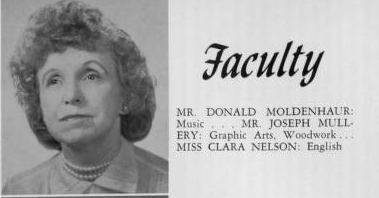 Faculty
MR. DONALD MOLDENHAUR:
Music . . . MR. JOSEPH MULL-
ERY: Graphic Arts, Woodwork . . .
MISS CLARA NELSON: English